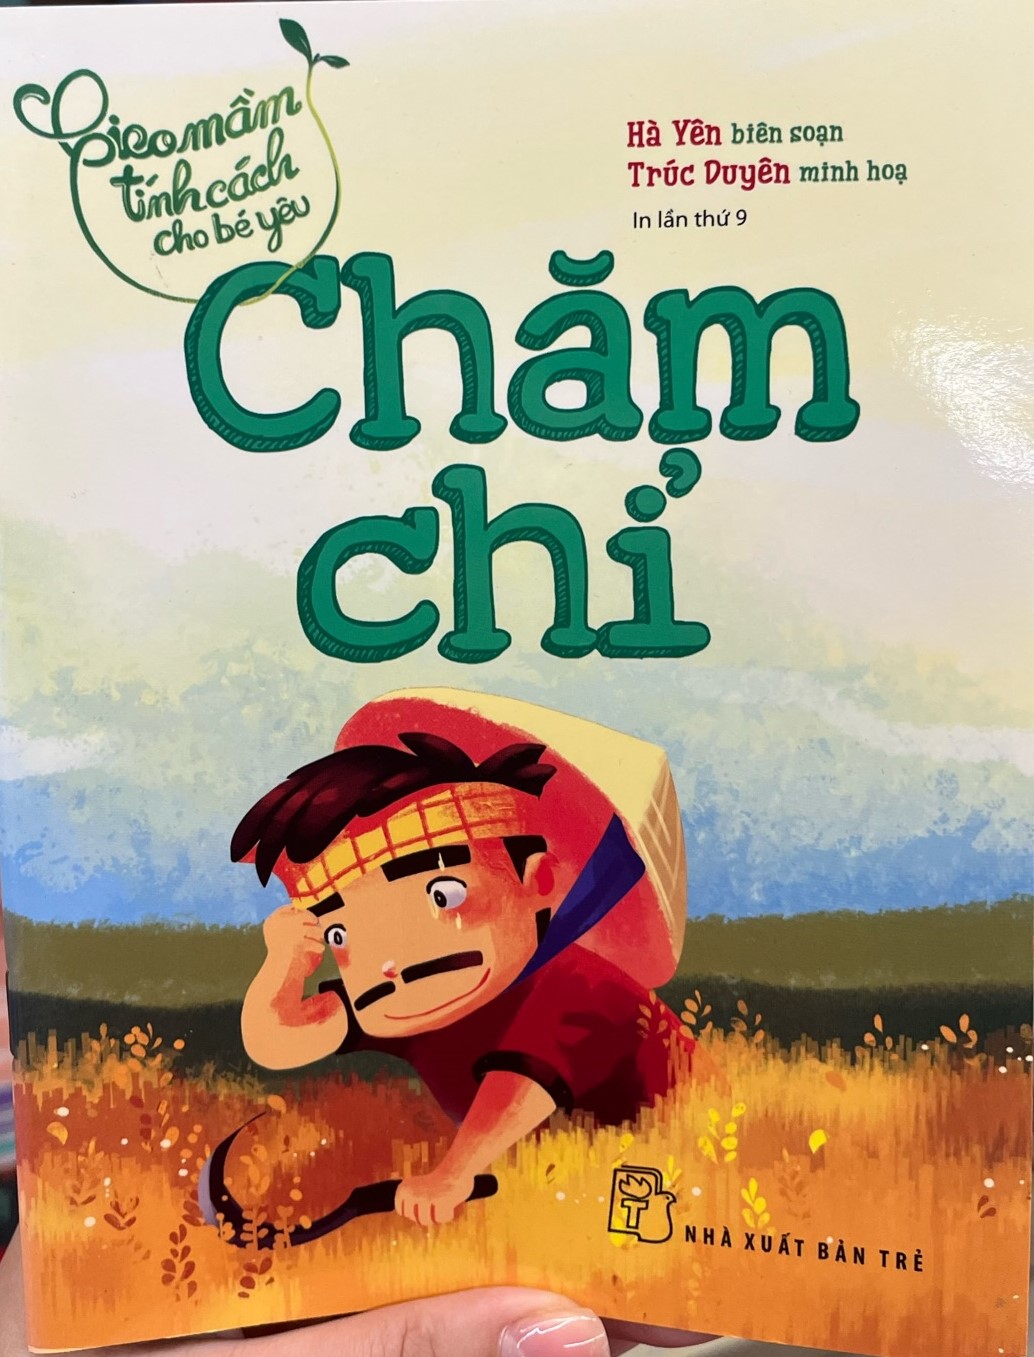 Gieo mầm
tính cách
cho bé yêu
Hà Yên biên soạn
Trúc Duyên minh hoạ
In lần thứ 9
Chăm
chỉ
T
NHÀ XUẤT BẢN TRẺ